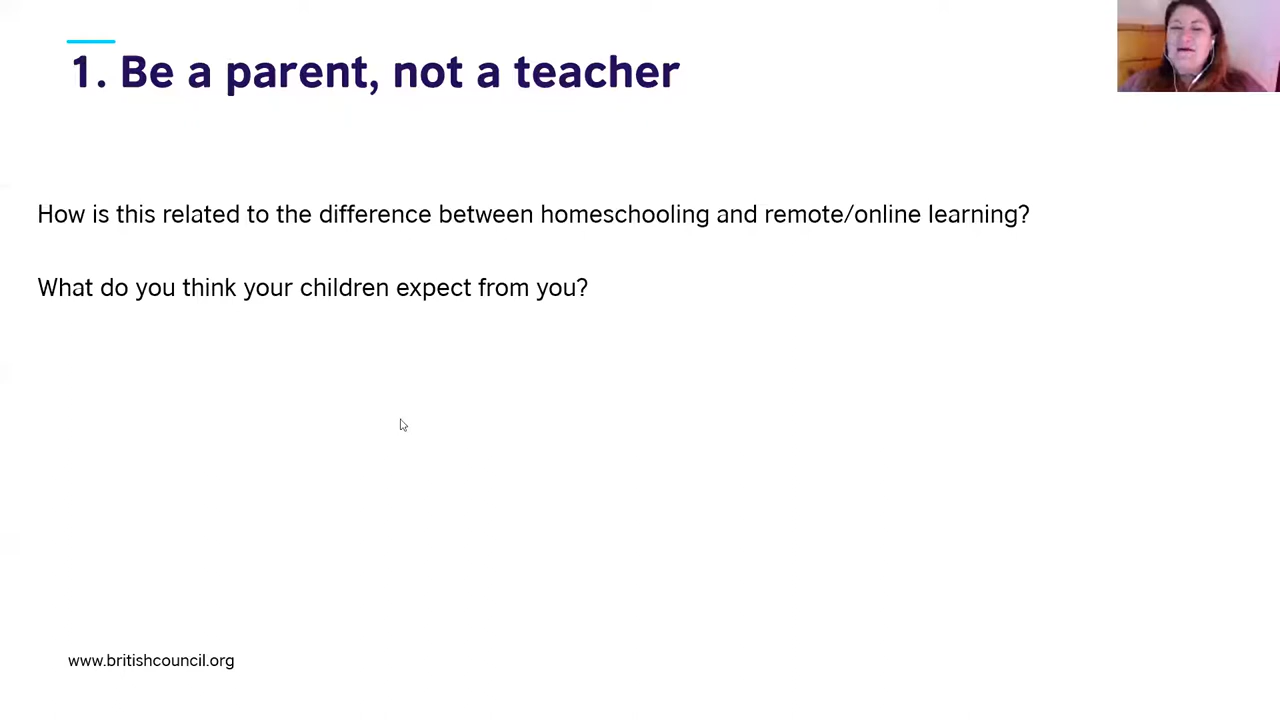 1. Be a parent, not a teacher
How is this related to the difference between homeschooling and remote/online learning?
What do you think your children expect from you?
www.britishcouncil.org